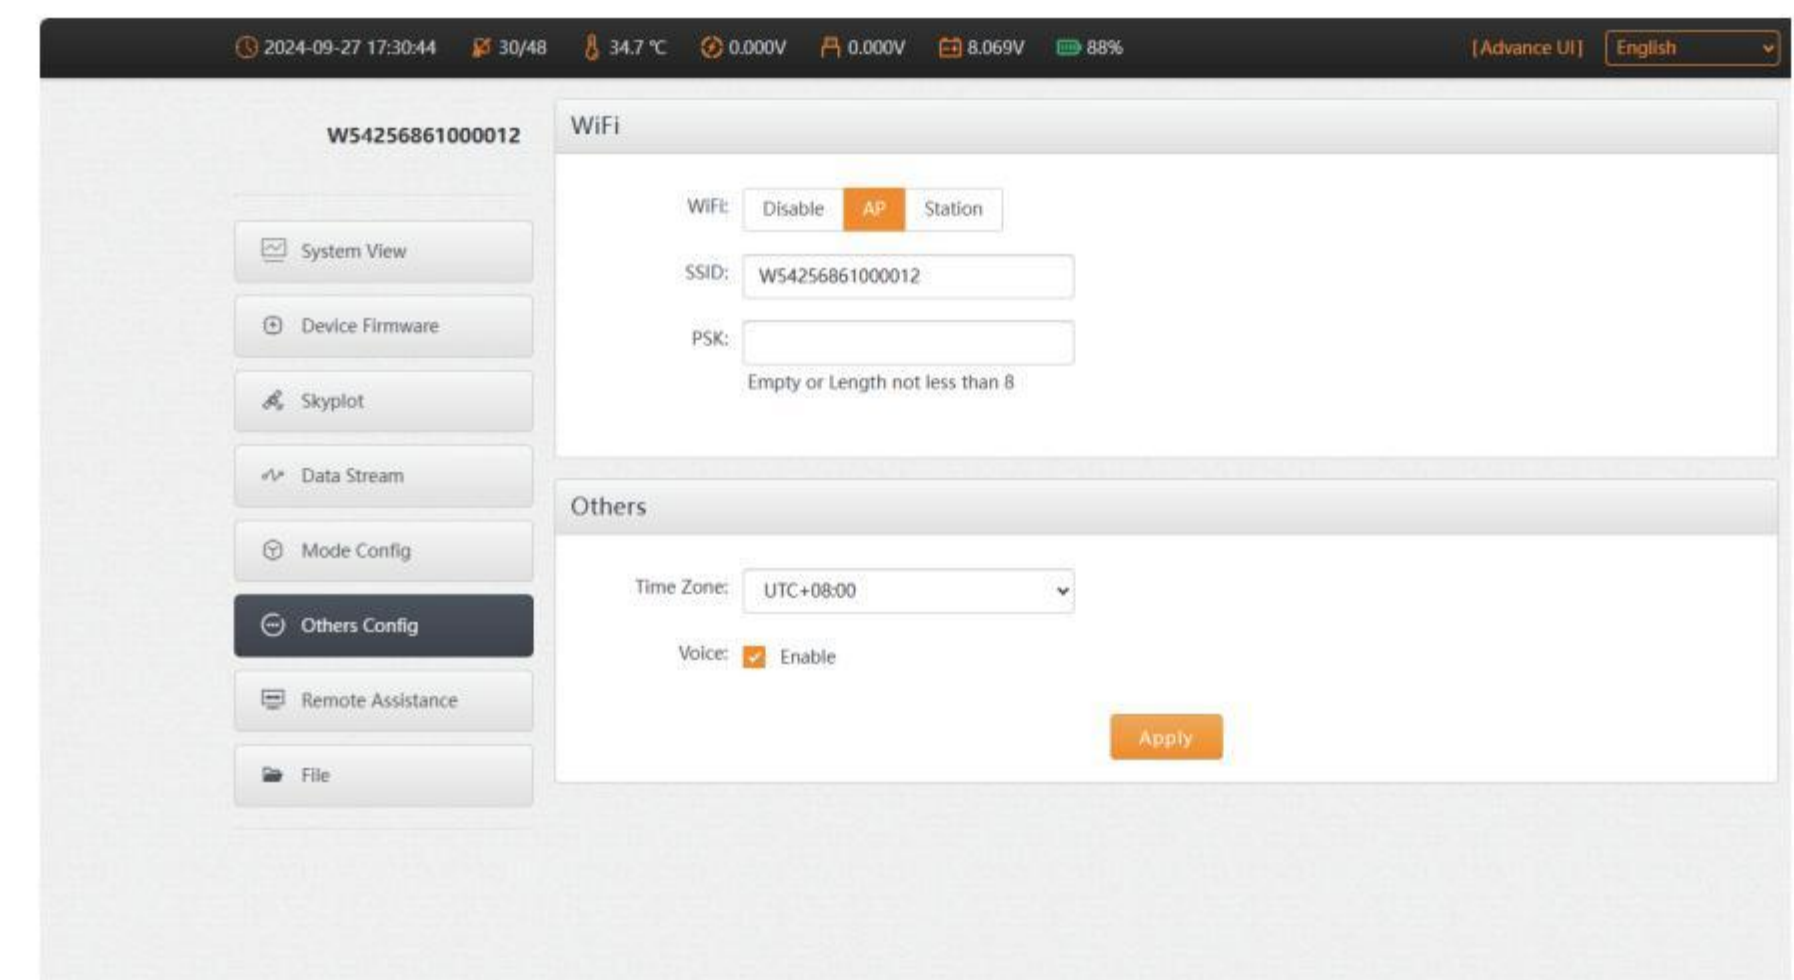 2024-09-27 17:30:44 30/48 34.7 ℃ 0.000V 0.000V 8.069V 88% [Advance UI] English
W54256861000012
System View
Device Firmware
Skyplot
Data Stream
Mode Config
Others Config
Remote Assistance
File
WiFi
WiFi: Disable AP Station
SSID: W54256861000012
PSK:
Empty or Length not less than 8
Others
Time Zone: UTC+08:00
Voice: Enable
Apply